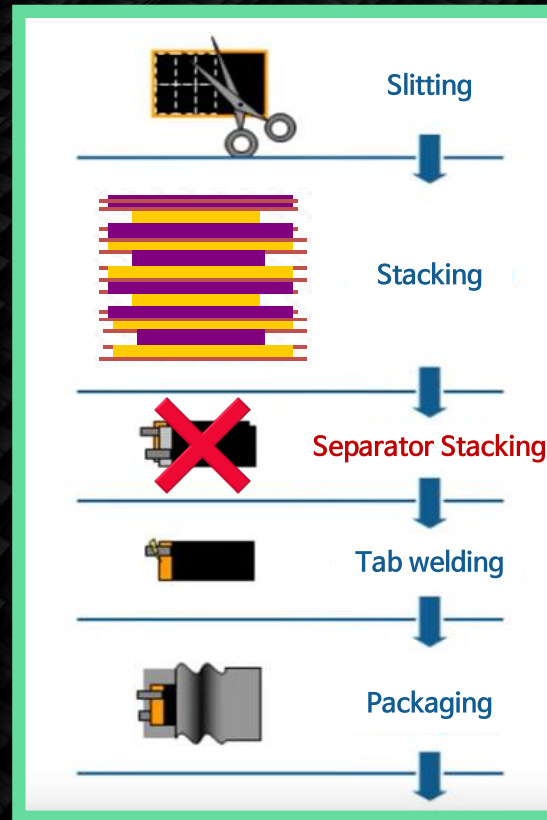 Slitting
Stacking
Separator Stacking
Tab welding
Packaging